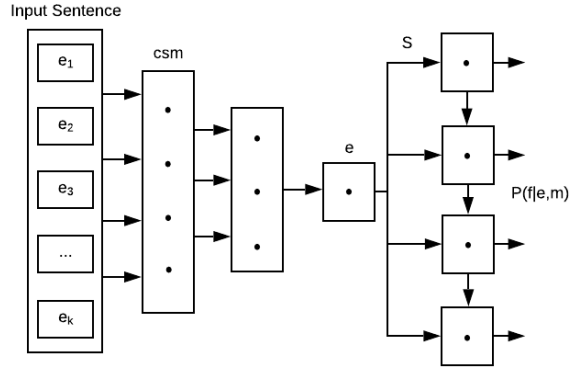 Input Sentence
csm
e1
e2
e3
...
ek
e
S
P(f|e,m)